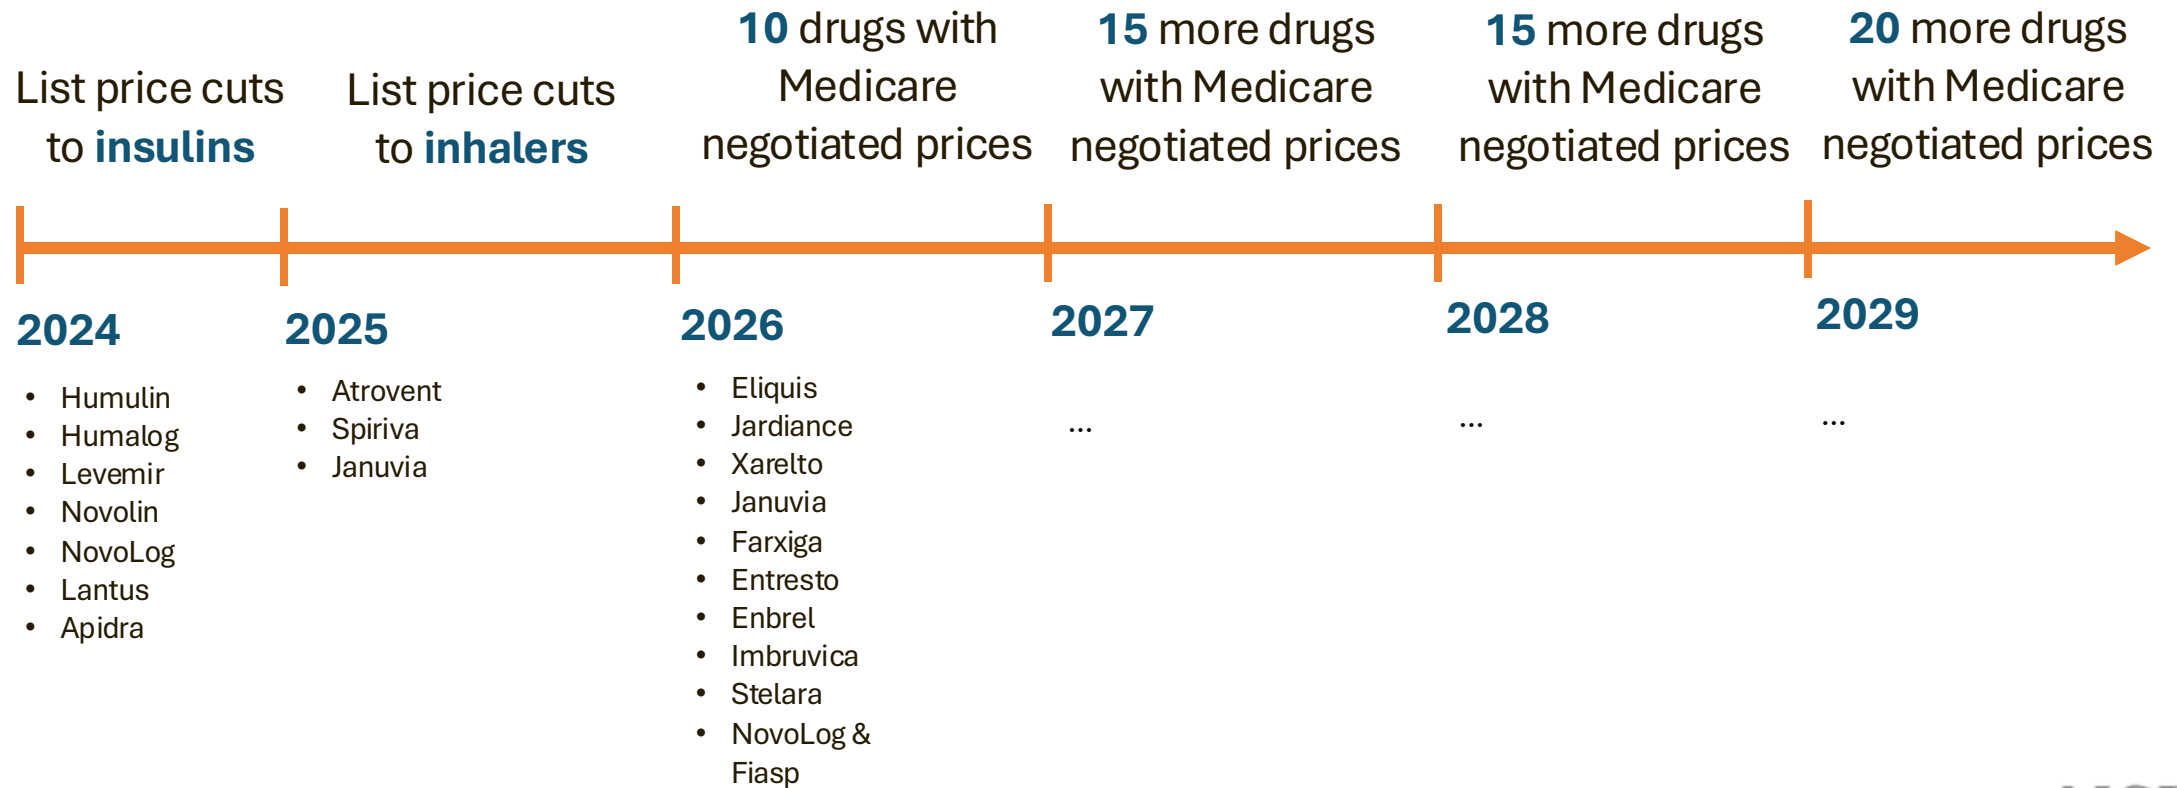 List price cuts
to insulins
List price cuts
to inhalers
10 drugs with
Medicare
negotiated prices
15 more drugs
with Medicare
negotiated prices
15 more drugs
with Medicare
negotiated prices
20 more drugs
with Medicare
negotiated prices
2024
• Humulin
• Humalog
• Levemir
• Novolin
• NovoLog
• Lantus
• Apidra
2025
• Atrovent
• Spiriva
• Januvia
2026
• Eliquis
• Jardiance
• Xarelto
• Januvia
• Farxiga
• Entresto
• Enbrel
• Imbruvica
• Stelara
• NovoLog &
Fiasp
2027
...
2028
...
2029
...